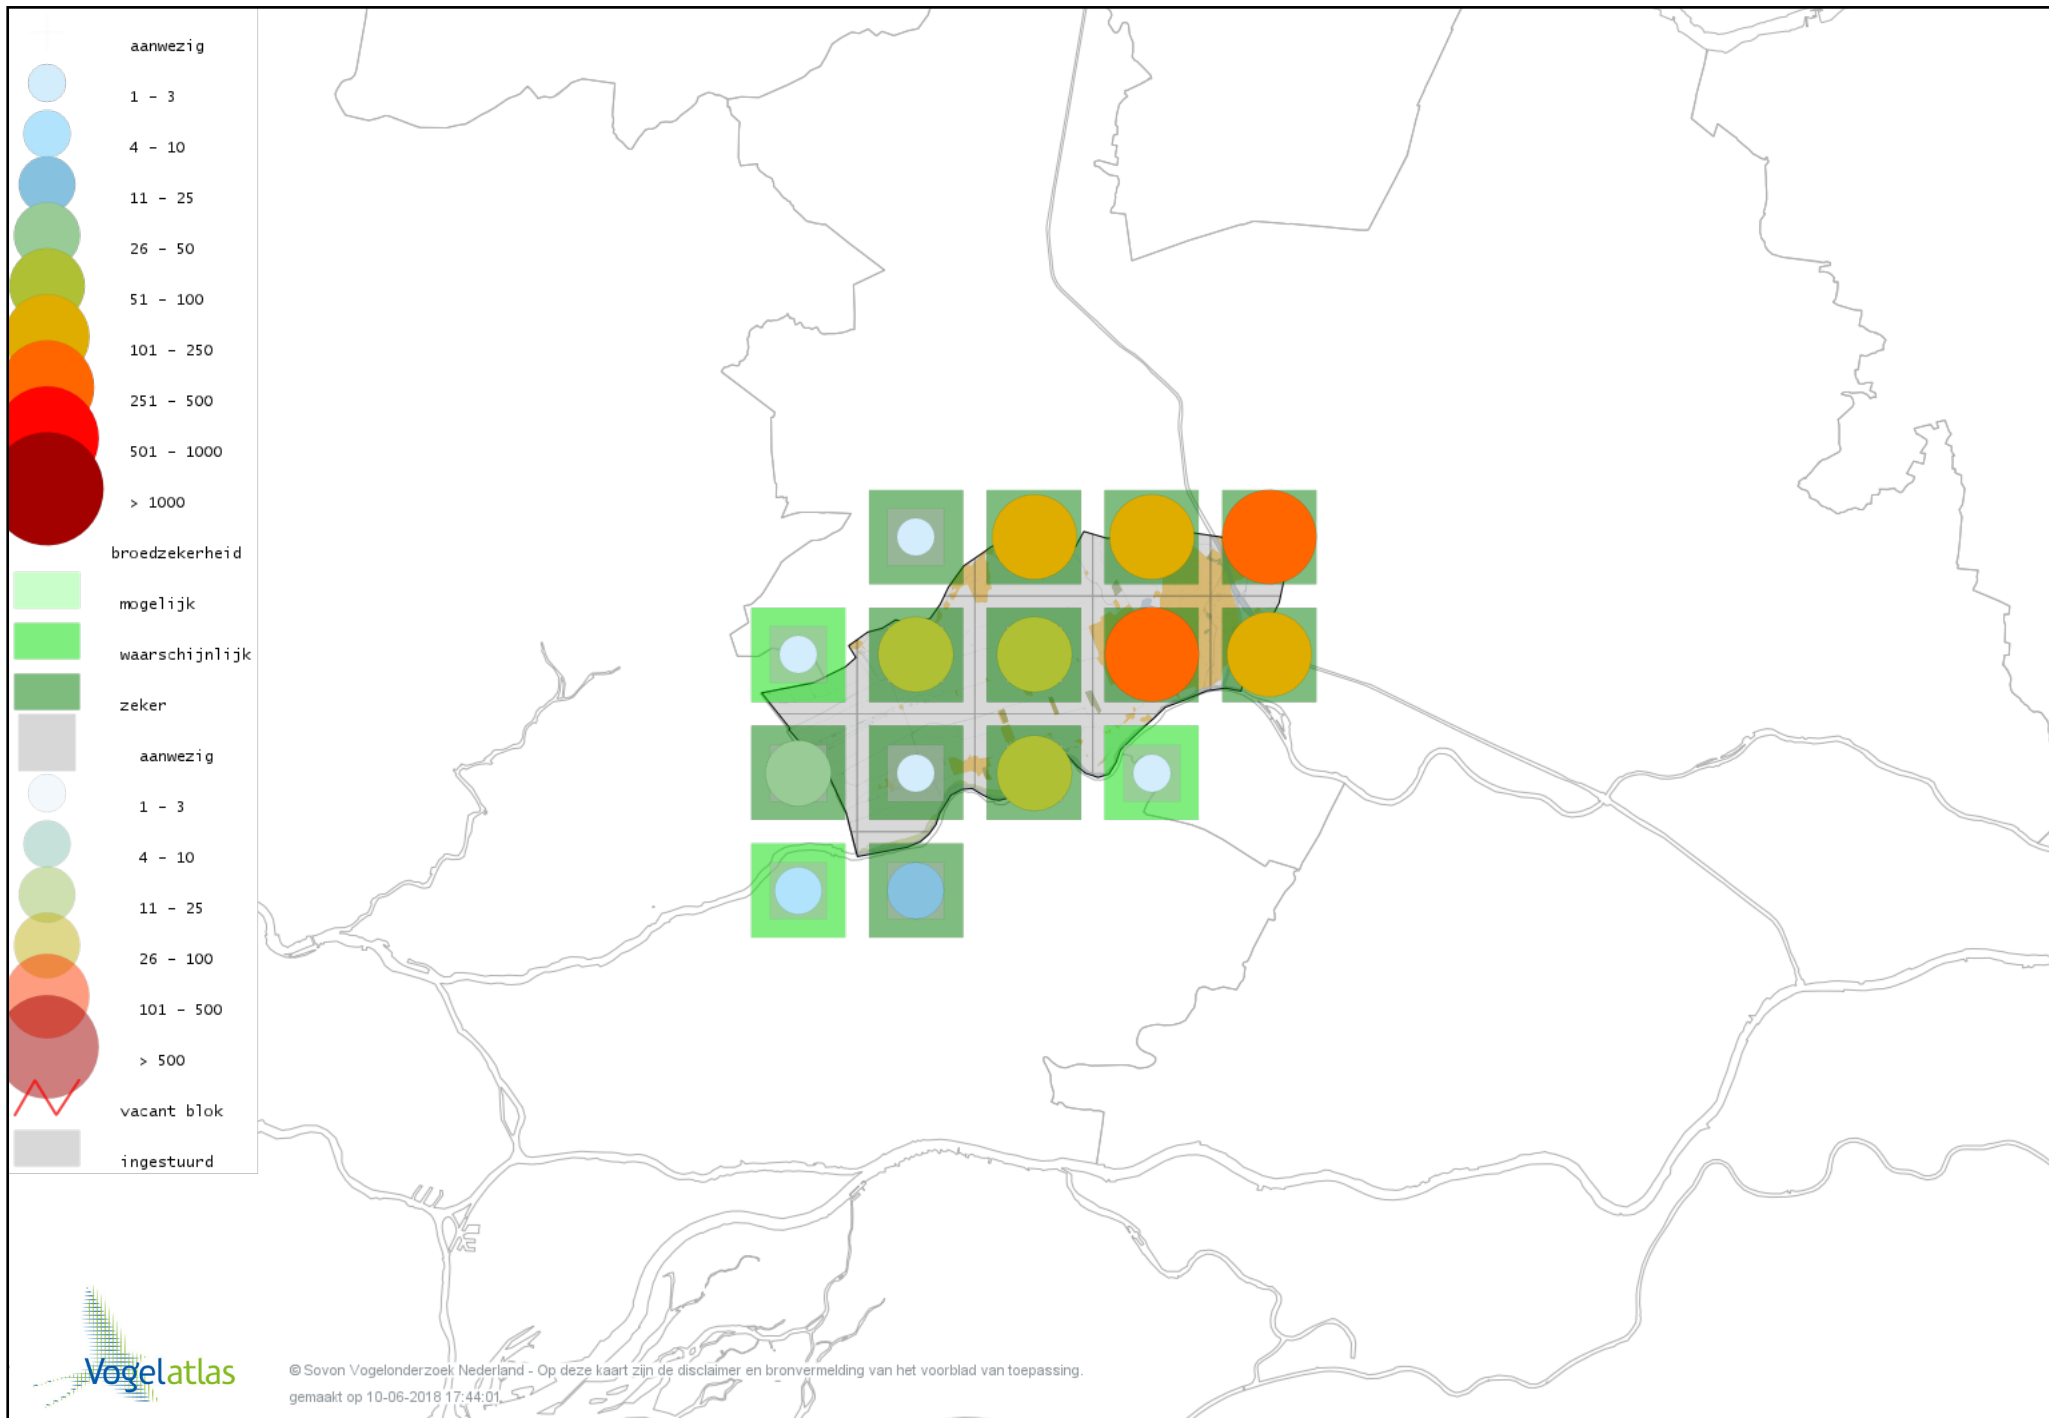 aanwezig
1 - 3
4 - 10
11 - 25
26 - 50
51 - 100
101 - 250
251 - 500
501 - 1000
> 1000
broedzekerheid
mogelijk
waarschijnlijk
zeker
aanwezig
1 - 3
4 - 10
11 - 25
26 - 100
101 - 500
> 500
vacant blok
ingestuurd
Vogelatlas
© Sovon Vogelonderzoek Nederland - Op deze kaart zijn de disclaimer en bronvermelding van het voorblad van toepassing.
gemaakt op 10-06-2018 17:44:01